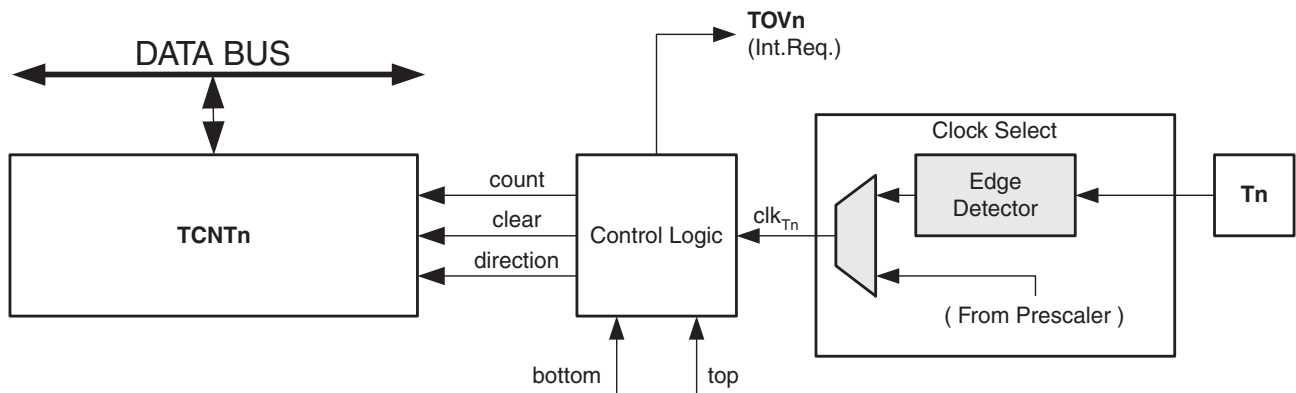 TOVn
(Int.Req.)
DATA BUS
Clock Select
count
clear
direction
TCNTn
Control Logic
clk_Tn
Edge
Detector
Tn
( From Prescaler )
bottom
top